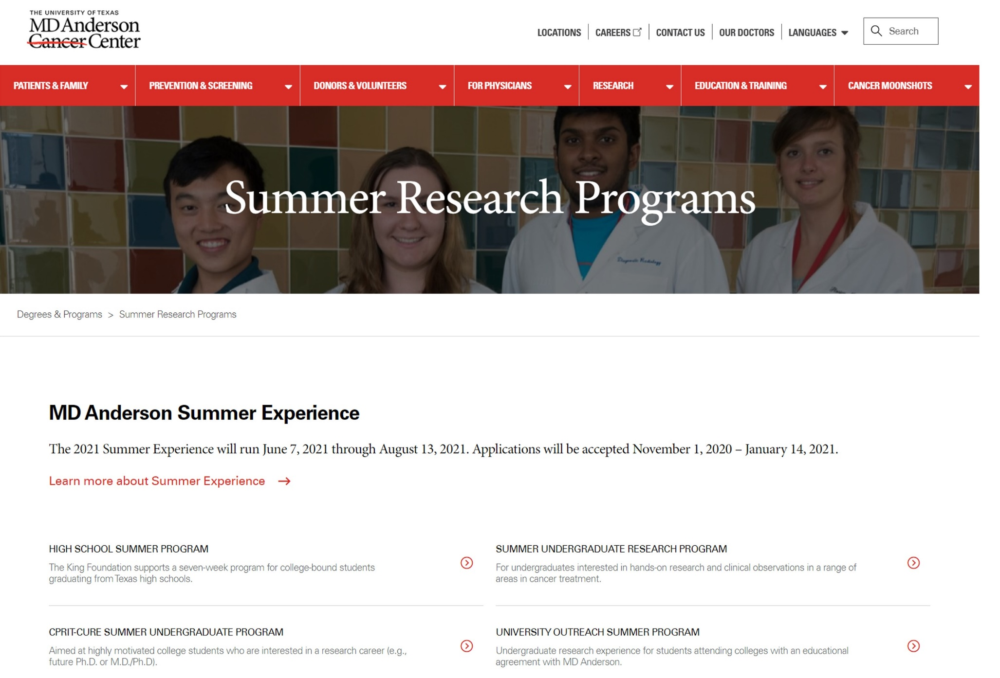 THE UNIVERSITY OF TEXAS
MD Anderson
Cancer Center
LOCATIONS
CAREERS
CONTACT US
OUR DOCTORS
LANGUAGES
Search
PATIENTS & FAMILY
PREVENTION & SCREENING
DONORS & VOLUNTEERS
FOR PHYSICIANS
RESEARCH
EDUCATION & TRAINING
CANCER MOONSHOTS
Summer Research Programs
Diagnostic Radiology
Degrees & Programs > Summer Research Programs
MD Anderson Summer Experience
The 2021 Summer Experience will run June 7, 2021 through August 13, 2021. Applications will be accepted November 1, 2020 – January 14, 2021.
Learn more about Summer Experience →
HIGH SCHOOL SUMMER PROGRAM
The King Foundation supports a seven-week program for college-bound students
graduating from Texas high schools.
SUMMER UNDERGRADUATE RESEARCH PROGRAM
For undergraduates interested in hands-on research and clinical observations in a range of
areas in cancer treatment.
CPRIT-CURE SUMMER UNDERGRADUATE PROGRAM
Aimed at highly motivated college students who are interested in a research career (e.g.,
future Ph.D. or M.D./Ph.D).
UNIVERSITY OUTREACH SUMMER PROGRAM
Undergraduate research experience for students attending colleges with an educational
agreement with MD Anderson.